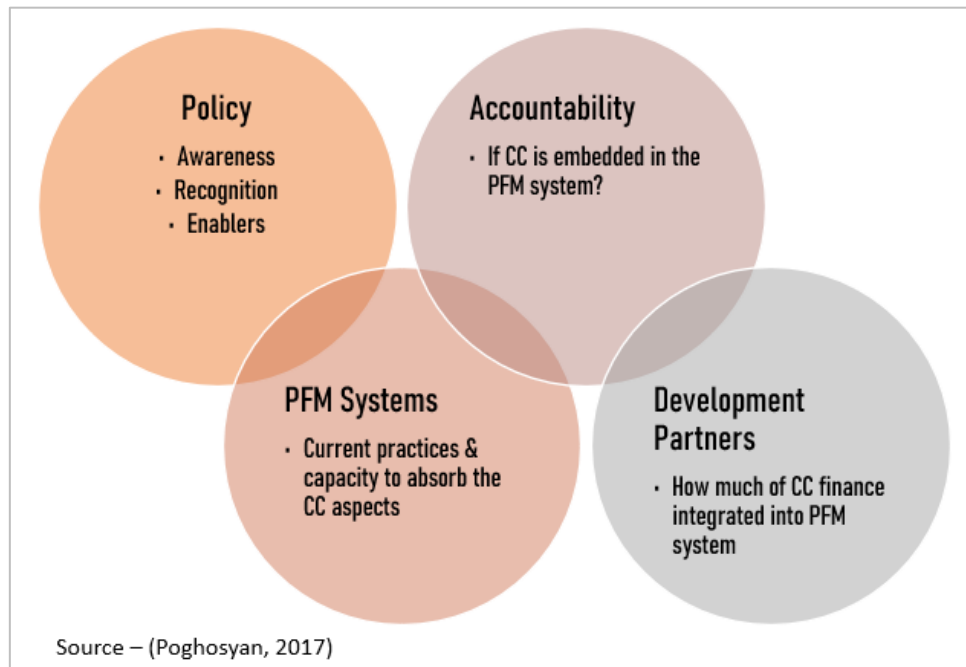 Policy
· Awareness
· Recognition
· Enablers
Accountability
· If CC is embedded in the
PFM system?
PFM Systems
· Current practices &
capacity to absorb the
CC aspects
Development
Partners
· How much of CC finance
integrated into PFM
system
Source – (Poghosyan, 2017)